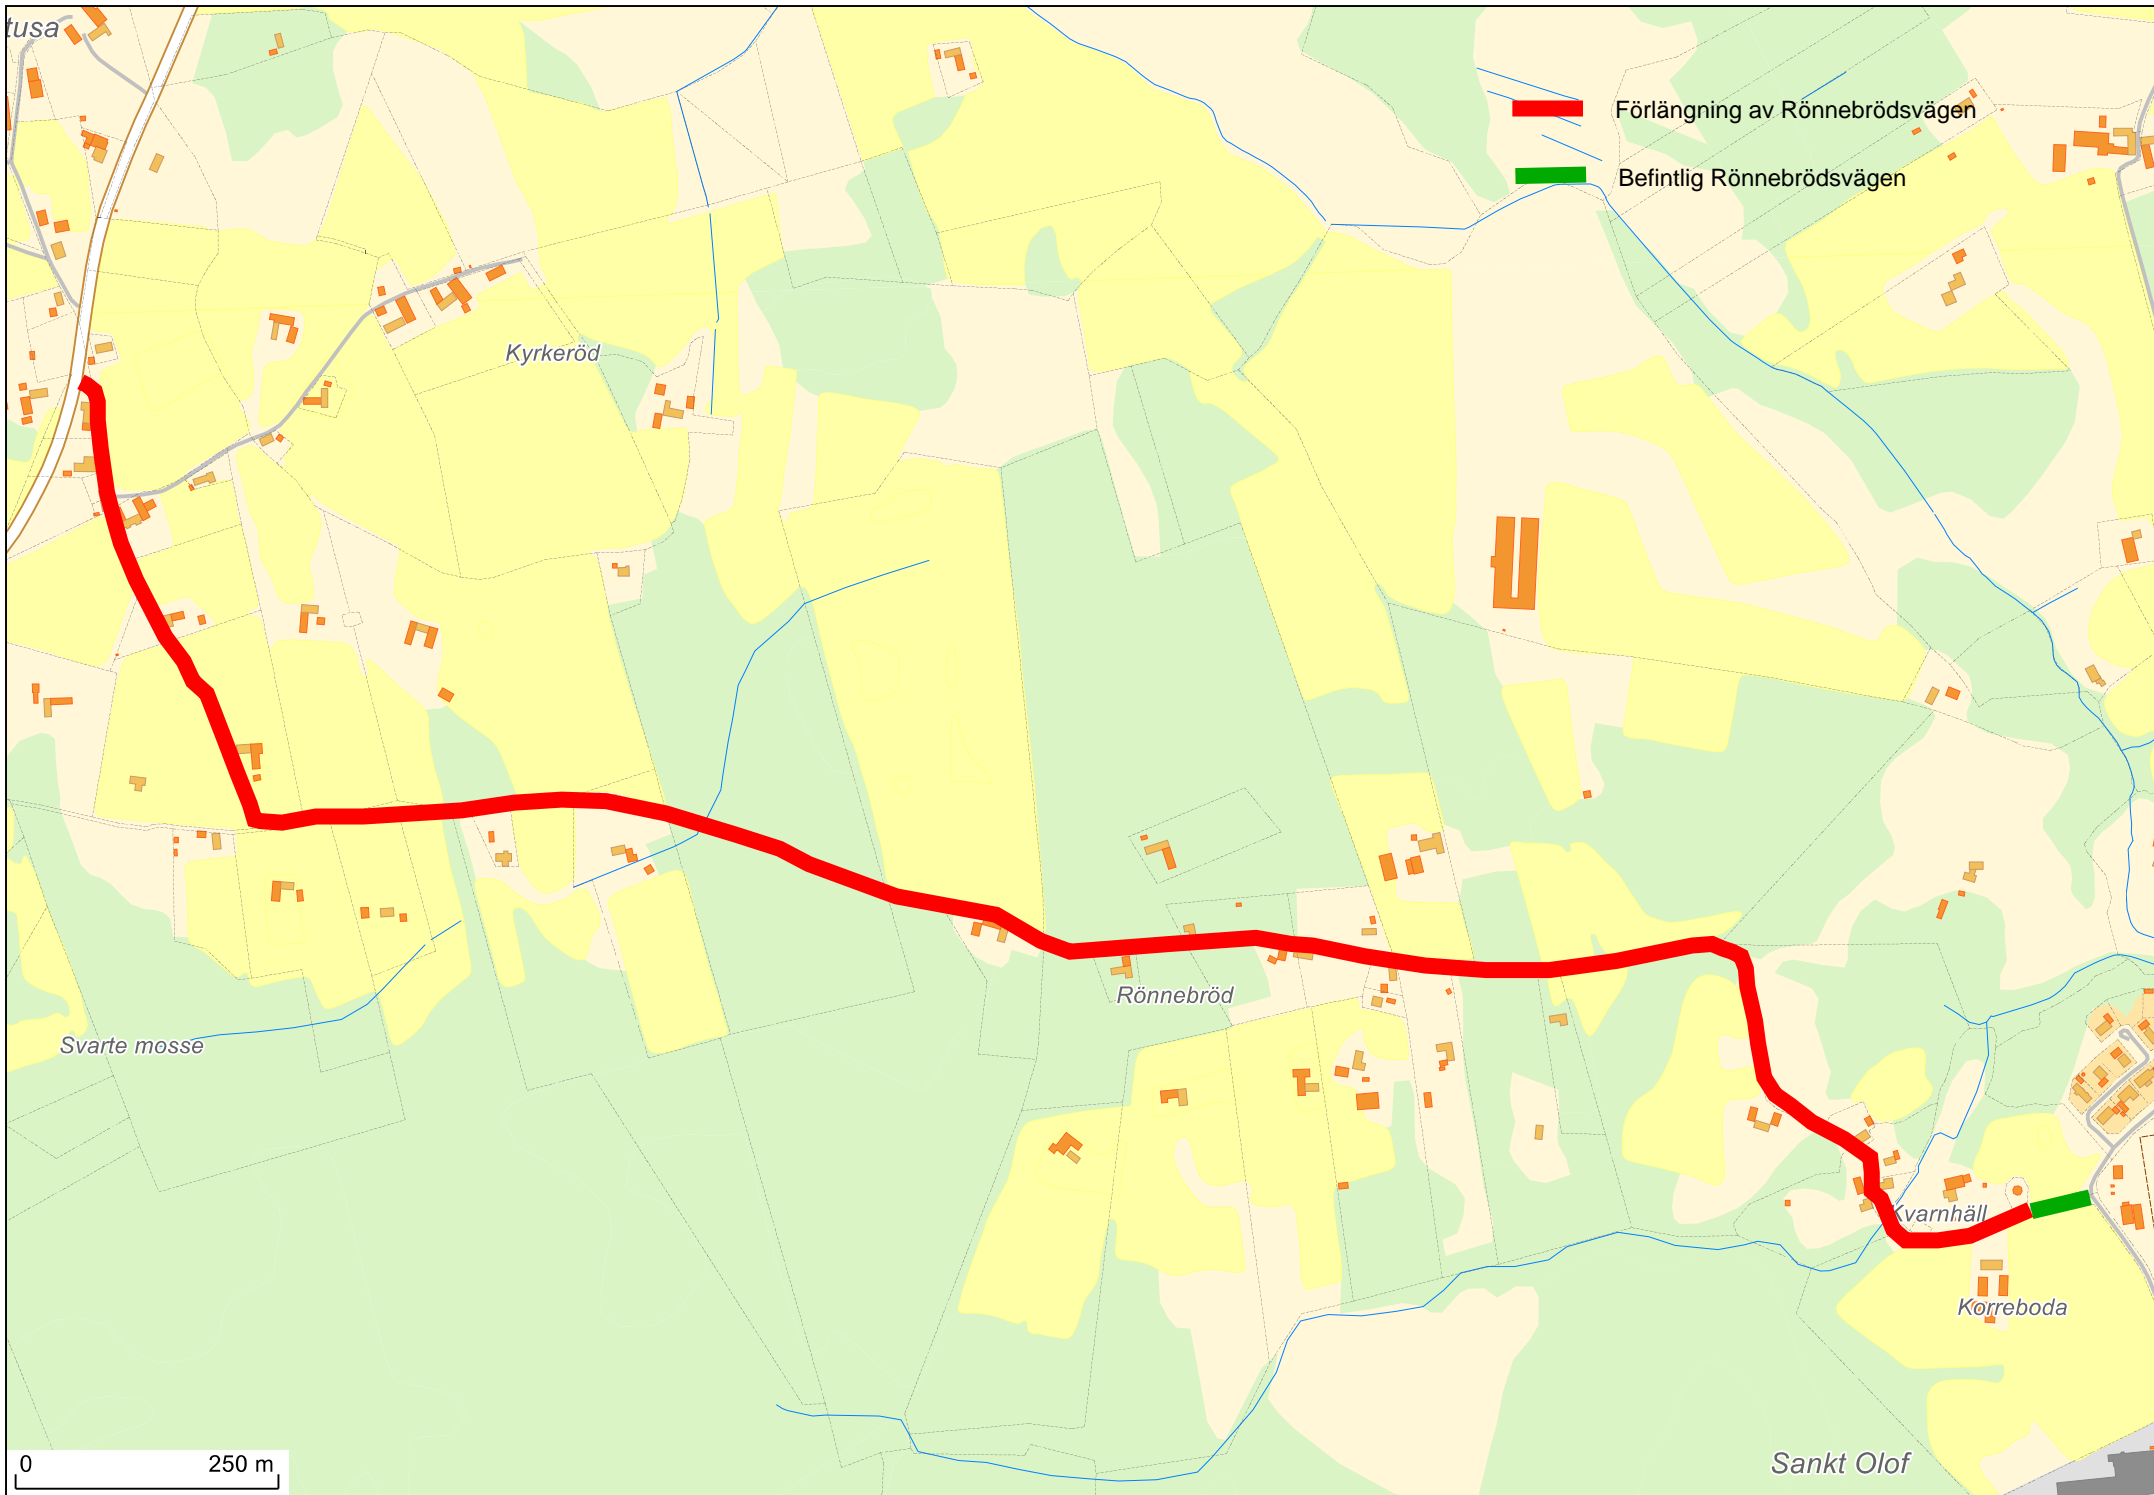 tusa
Förlängning av Rönnebrödsvägen
Befintlig Rönnebrödsvägen
Kyrkeröd
Rönnebröd
Svarte mosse
Kvarnhäll
Korreboda
Sankt Olof
0 250 m